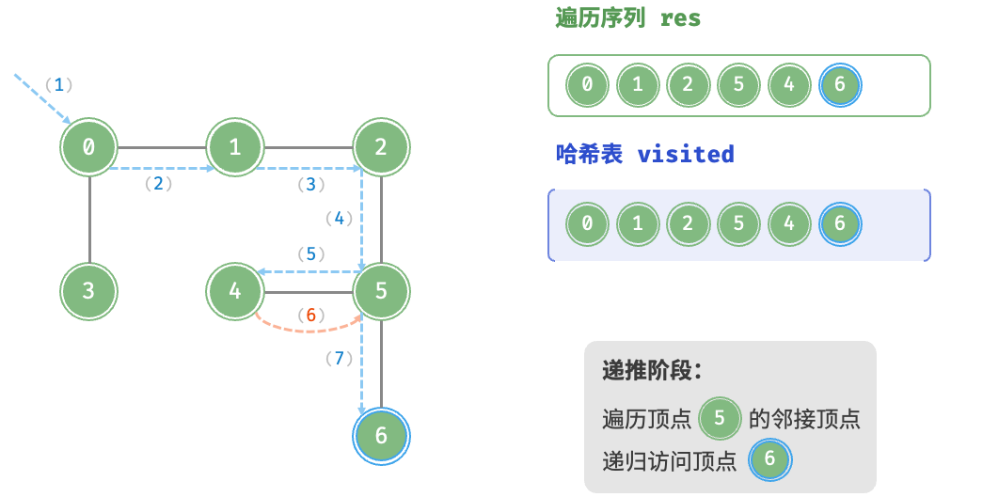 遍历序列 res
0 1 2 5 4 6
哈希表 visited
0 1 2 5 4 6
(1)
0 1 2
(2) (3)
(4)
(5)
3 4 5
(6)
(7)
6
递推阶段：
遍历顶点 5 的邻接顶点
递归访问顶点 6